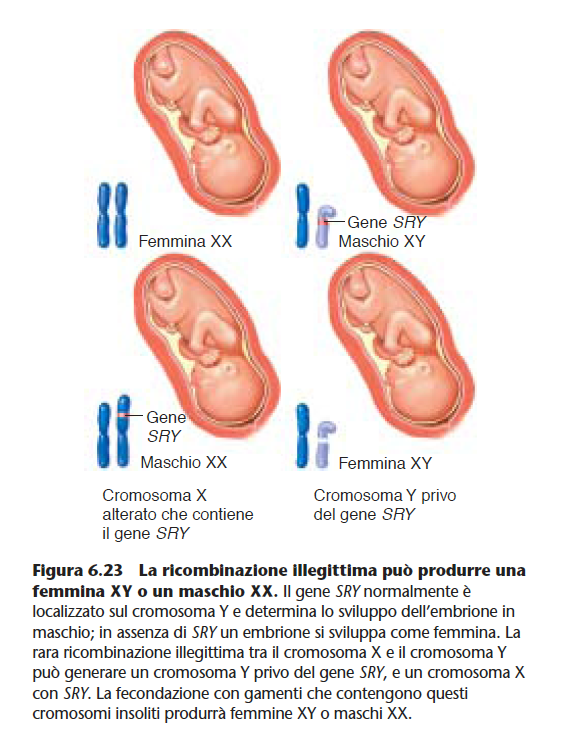 Femmina XX
Gene SRY
Maschio XY
Gene
SRY
Maschio XX
Femmina XY
Cromosoma X
alterato che contiene
il gene SRY
Cromosoma Y privo
del gene SRY
Figura 6.23 La ricombinazione illegittima può produrre una
femmina XY o un maschio XX. Il gene SRY normalmente è
localizzato sul cromosoma Y e determina lo sviluppo dell'embrione in
maschio; in assenza di SRY un embrione si sviluppa come femmina. La
rara ricombinazione illegittima tra il cromosoma X e il cromosoma Y
può generare un cromosoma Y privo del gene SRY, e un cromosoma X
con SRY. La fecondazione con gamenti che contengono questi
cromosomi insoliti produrrà femmine XY o maschi XX.